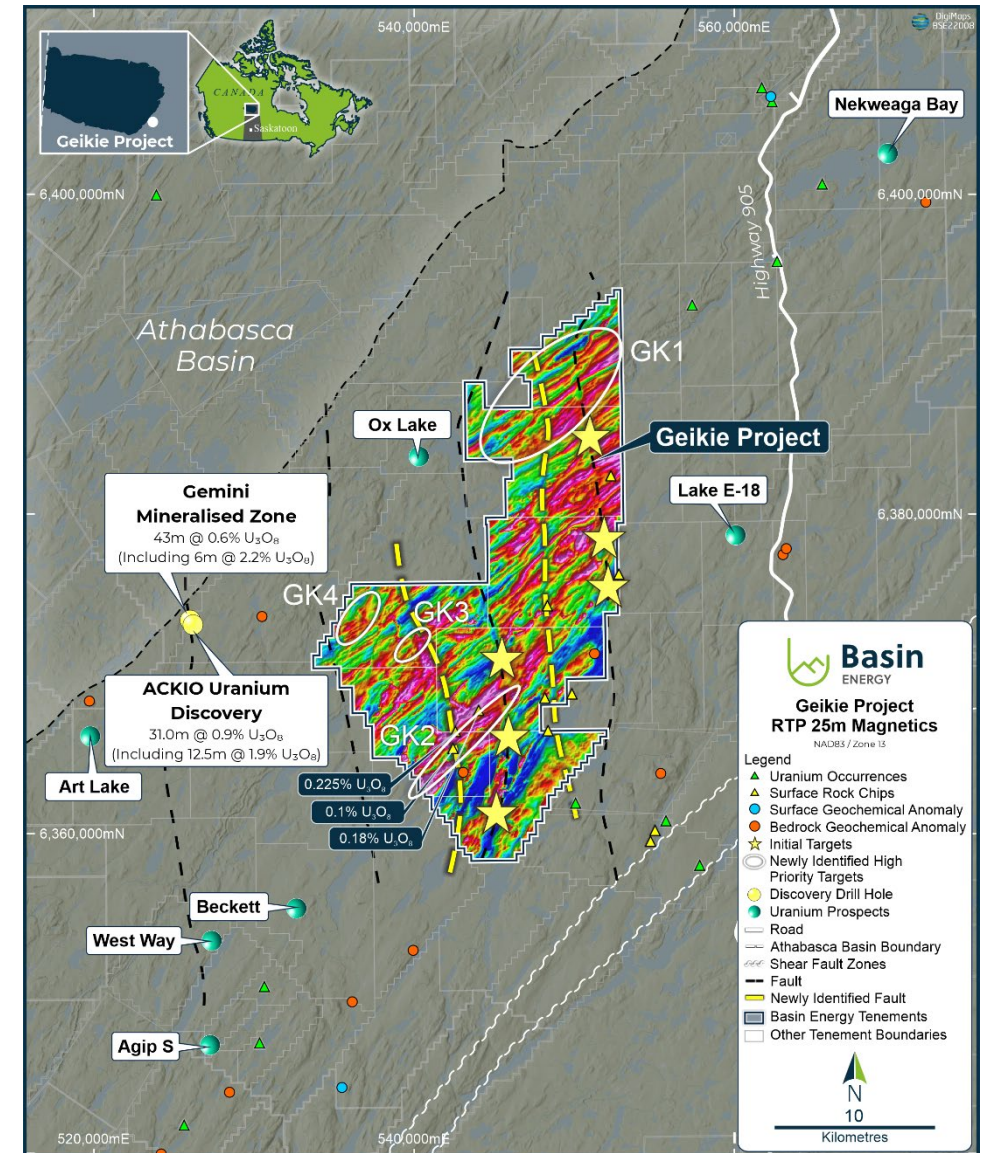 540,000mE
560,000mE
DigiMaps
BSE22008
CANADA
Saskatoon
Geikie Project
Nekweaga Bay
6,400,000mN
6,400,000mN
Highway 905
Athabasca
Basin
GK1
Ox Lake
Geikie Project
Lake E-18
Gemini
Mineralised Zone
43m @ 0.6% U₃O₈
(Including 6m @ 2.2% U₃O₈)
6,380,000mN
GK4
GK3
ACKIO Uranium
Discovery
31.0m @ 0.9% U₃O₈
(Including 12.5m @ 1.9% U₃O₈)
GK2
Art Lake
0.225% U₃O₈
0.1% U₃O₈
0.18% U₃O₈
6,360,000mN
Beckett
West Way
Agip S
520,000mE
540,000mE
Basin
ENERGY
Geikie Project
RTP 25m Magnetics
NAD83 / Zone 13
Legend
Uranium Occurrences
Surface Rock Chips
Surface Geochemical Anomaly
Bedrock Geochemical Anomaly
Initial Targets
Newly Identified High
Priority Targets
Discovery Drill Hole
Uranium Prospects
Road
Athabasca Basin Boundary
Shear Fault Zones
Fault
Newly Identified Fault
Basin Energy Tenements
Other Tenement Boundaries
N
10
Kilometres